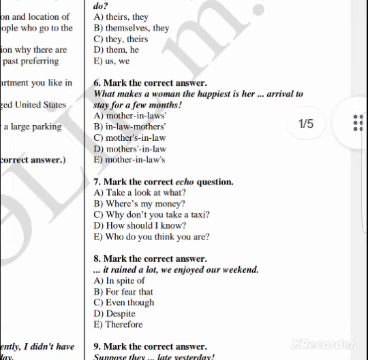 do?
on and location of
A) theirs, they
ople who go to the
B) themselves, they
C) they, theirs
ion why there are
D) them, he
past preferring
E) us, we
artment you like in
6. Mark the correct answer.
What makes a woman the happiest is her ... arrival to
ged United States
stay for a few months!
A) mother-in-laws'
a large parking
B) in-law-mothers'
C) mother's-in-law
D) mothers'-in-law
correct answer.)
E) mother-in-law's
1/5
7. Mark the correct echo question.
A) Take a look at what?
B) Where's my money?
C) Why don't you take a taxi?
D) How should I know?
E) Who do you think you are?
8. Mark the correct answer.
... it rained a lot, we enjoyed our weekend.
A) In spite of
B) For fear that
C) Even though
D) Despite
E) Therefore
ently, I didn't have
9. Mark the correct answer.
day.
Suppose they ... late yesterday!
XRecorder